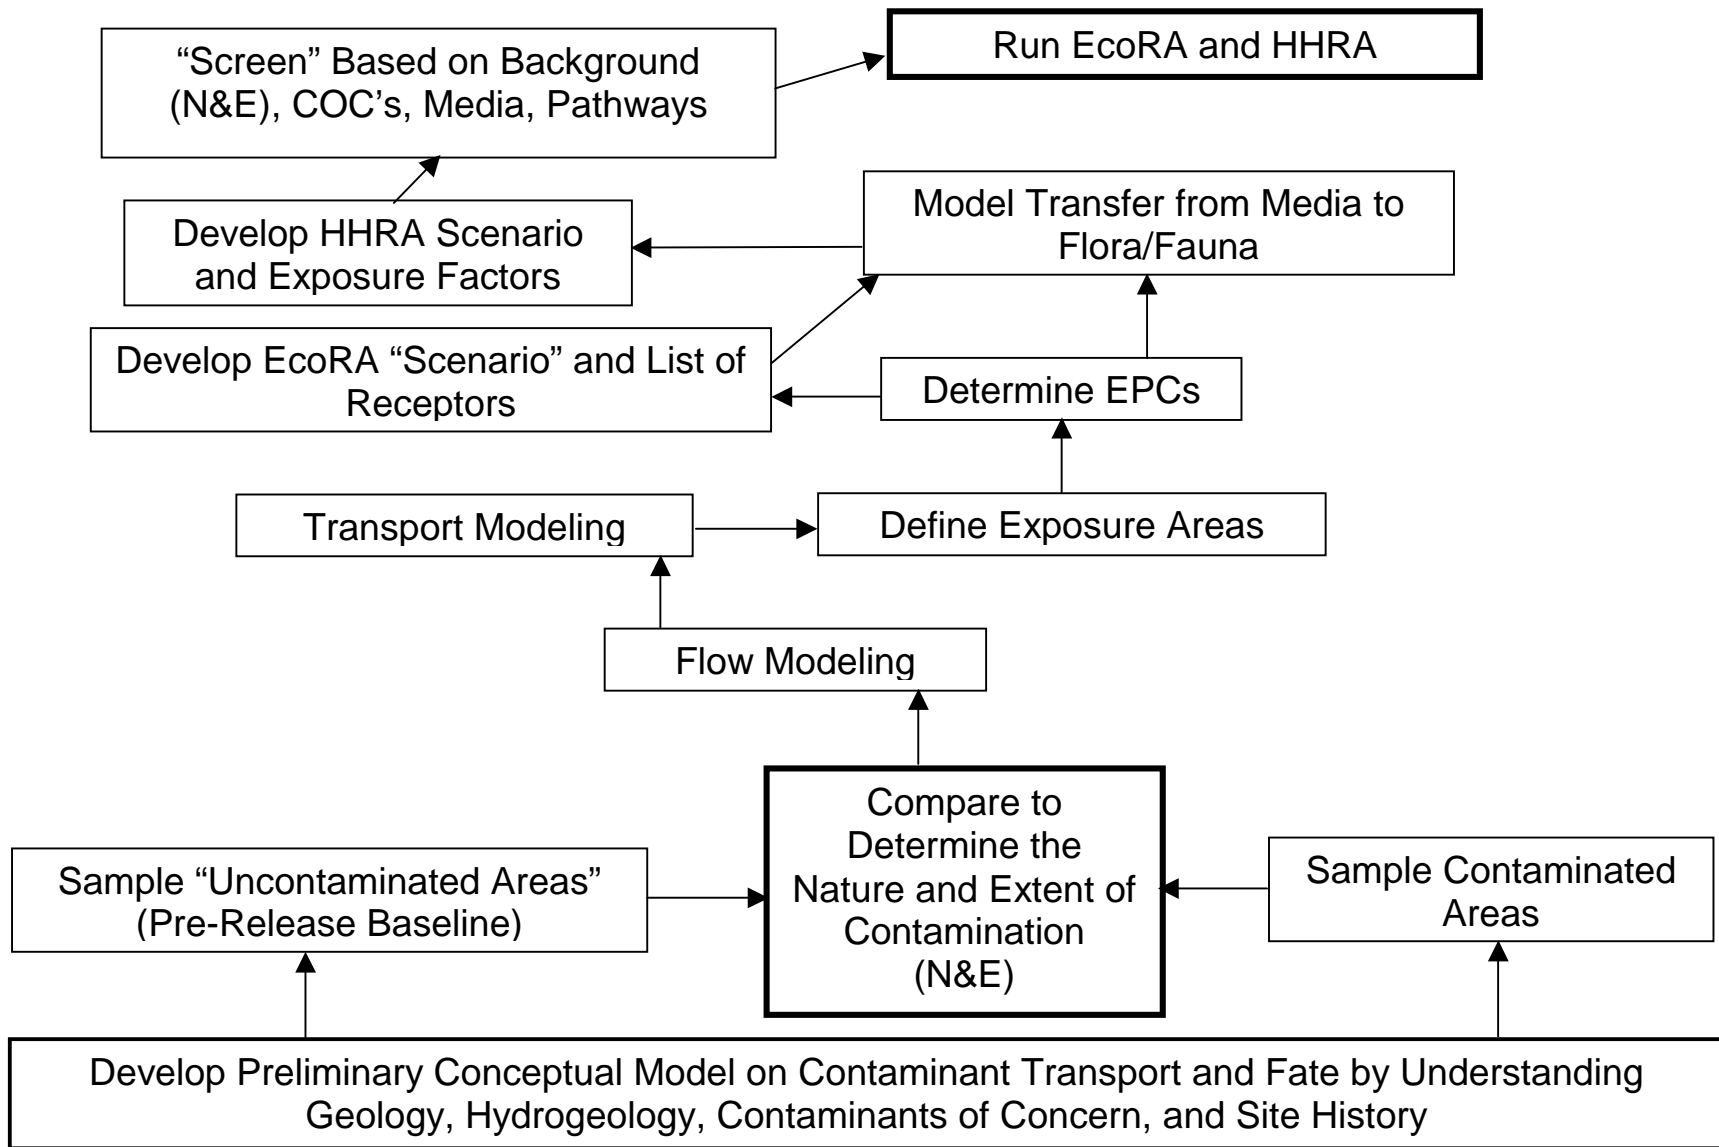 “Screen” Based on Background
(N&E), COC’s, Media, Pathways
Run EcoRA and HHRA
Develop HHRA Scenario
and Exposure Factors
Model Transfer from Media to
Flora/Fauna
Develop EcoRA “Scenario” and List of
Receptors
Determine EPCs
Transport Modeling
Define Exposure Areas
Flow Modeling
Compare to
Determine the
Nature and Extent of
Contamination
(N&E)
Sample “Uncontaminated Areas”
(Pre-Release Baseline)
Sample Contaminated
Areas
Develop Preliminary Conceptual Model on Contaminant Transport and Fate by Understanding
Geology, Hydrogeology, Contaminants of Concern, and Site History